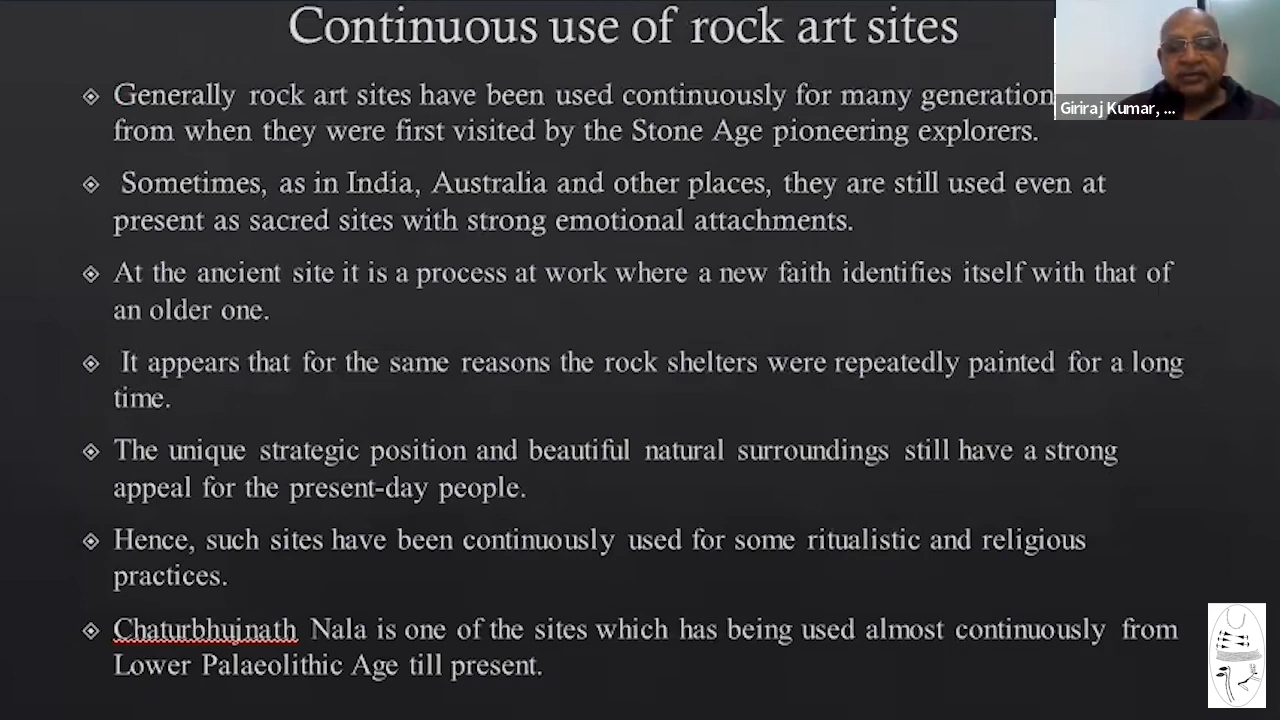 Continuous use of rock art sites
Generally rock art sites have been used continuously for many generation
from when they were first visited by the Stone Age pioneering explorers.
Sometimes, as in India, Australia and other places, they are still used even at
present as sacred sites with strong emotional attachments.
At the ancient site it is a process at work where a new faith identifies itself with that of
an older one.
It appears that for the same reasons the rock shelters were repeatedly painted for a long
time.
The unique strategic position and beautiful natural surroundings still have a strong
appeal for the present-day people.
Hence, such sites have been continuously used for some ritualistic and religious
practices.
Chaturbhujnath Nala is one of the sites which has being used almost continuously from
Lower Palaeolithic Age till present.
Giriraj Kumar, ...